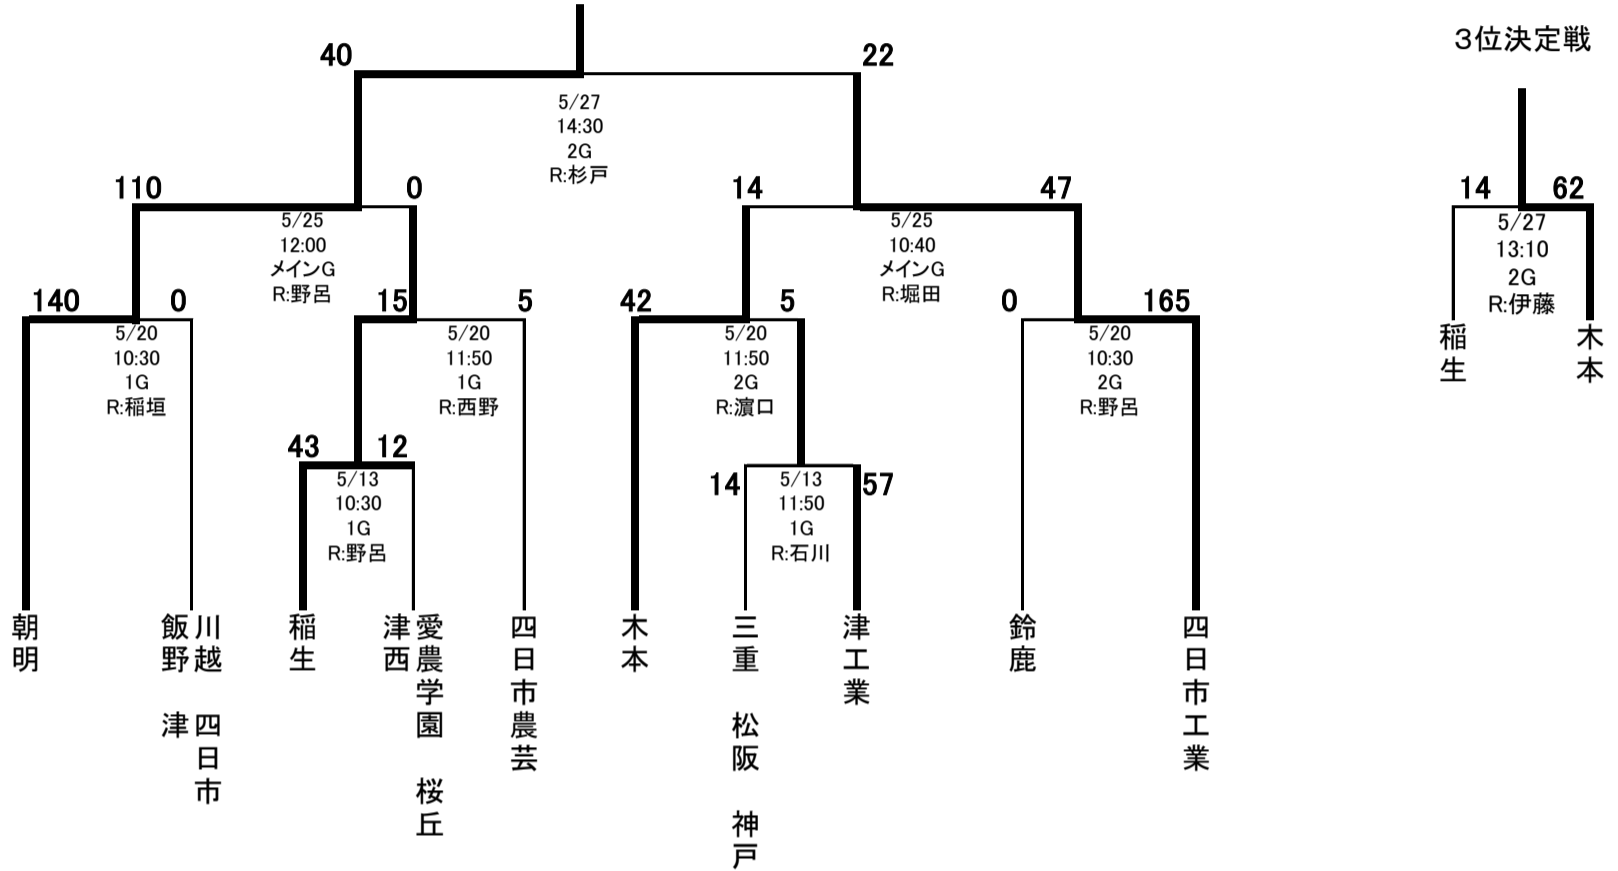 40
22
3位決定戦
5/27
14:30
2G
R:杉戸
110
0
14
47
14
62
5/25
12:00
メインG
R:野呂
5/25
10:40
メインG
R:堀田
5/27
13:10
2G
R:伊藤
稲生
木本
140
0
15
5
42
5
0
165
5/20
10:30
1G
R:稲垣
5/20
11:50
1G
R:西野
5/20
11:50
2G
R:濵口
5/20
10:30
2G
R:野呂
43
12
14
57
5/13
10:30
1G
R:野呂
5/13
11:50
1G
R:石川
朝明
川越 四日市
飯野 津
稲生
愛農学園 桜丘
津西
四日市農芸
木本
三重 松阪 神戸
津工業
鈴鹿
四日市工業